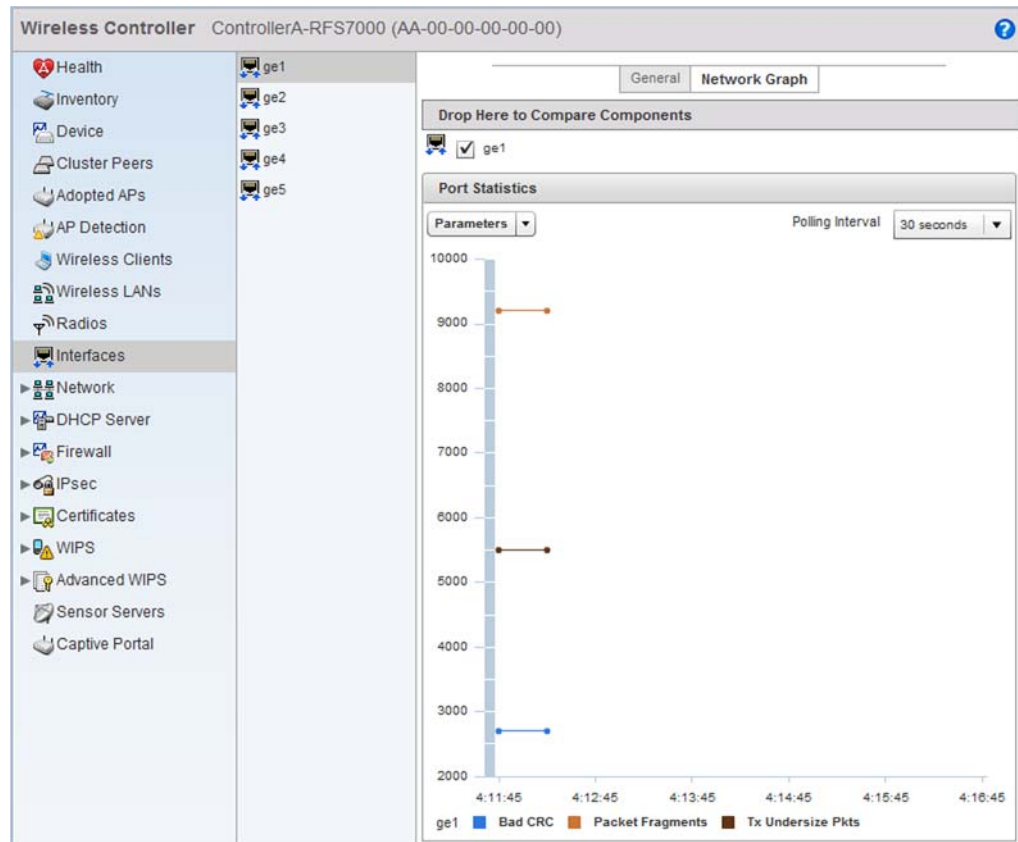 Wireless Controller ControllerA-RFS7000 (AA-00-00-00-00-00)
Health
Inventory
Device
Cluster Peers
Adopted APs
AP Detection
Wireless Clients
Wireless LANs
Radios
Interfaces
Network
DHCP Server
Firewall
IPsec
Certificates
WIPS
Advanced WIPS
Sensor Servers
Captive Portal
ge1
ge2
ge3
ge4
ge5
General Network Graph
Drop Here to Compare Components
ge1
Port Statistics
Parameters Polling Interval 30 seconds
10000
9000
8000
7000
6000
5000
4000
3000
2000
4:11:45 4:12:45 4:13:45 4:14:45 4:15:45 4:16:45
ge1 Bad CRC Packet Fragments Tx Undersize Pkts